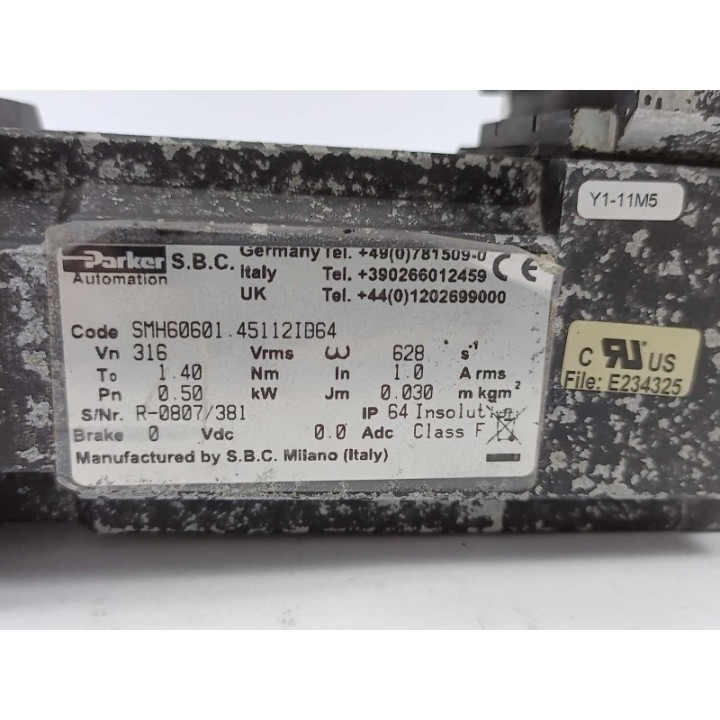 Y1-11M5
Parker S.B.C. Germany Tel. +49(0)781509-0
Automation Italy Tel. +390266012459
UK Tel. +44(0)1202699000
CE
Code SMH60601.45112IB64
Vn 316 Vrms ω 628 s-1
To 1.40 Nm In 1.0 A rms
Pn 0.50 kW Jm 0.030 m kgm2
S/Nr. R-0807/381 IP 64 Insolut
Brake 0 Vdc 0.0 Adc Class F
Manufactured by S.B.C. Milano (Italy)
C RU US
File: E234325